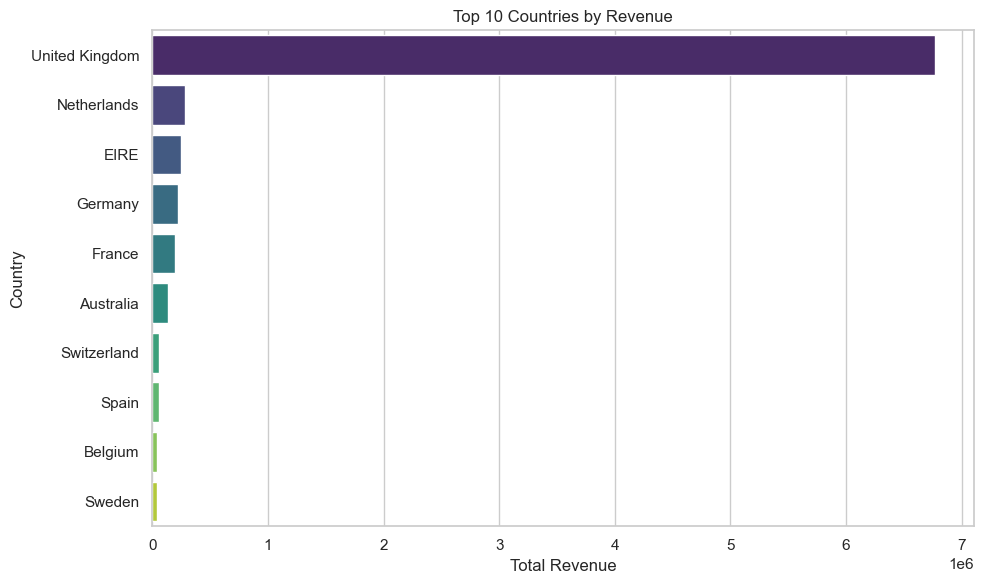 Top 10 Countries by Revenue
Country
United Kingdom
Netherlands
EIRE
Germany
France
Australia
Switzerland
Spain
Belgium
Sweden
0 1 2 3 4 5 6 7
1e6
Total Revenue